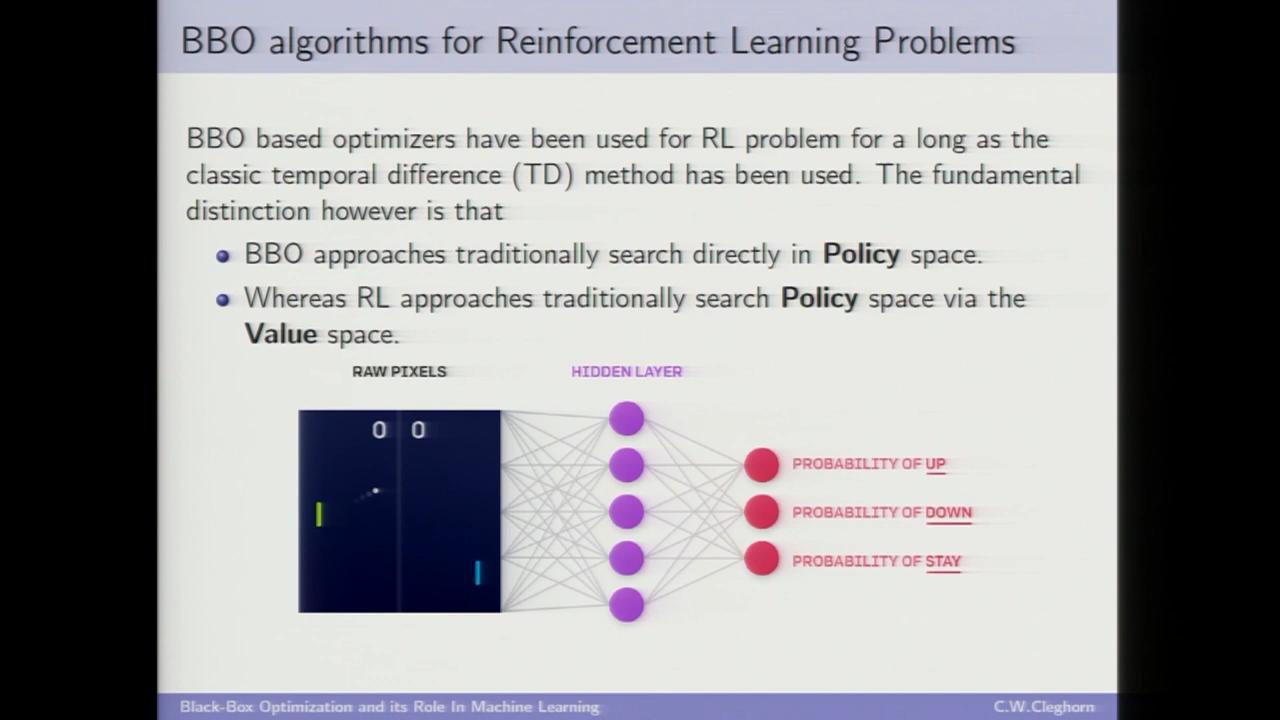 BBO algorithms for Reinforcement Learning Problems
BBO based optimizers have been used for RL problem for a long as the
classic temporal difference (TD) method has been used. The fundamental
distinction however is that
BBO approaches traditionally search directly in Policy space.
Whereas RL approaches traditionally search Policy space via the
Value space.
RAW PIXELS
HIDDEN LAYER
0 0
PROBABILITY OF UP
PROBABILITY OF DOWN
PROBABILITY OF STAY
Black-Box Optimization and its Role In Machine Learning
C.W.Cleghorn